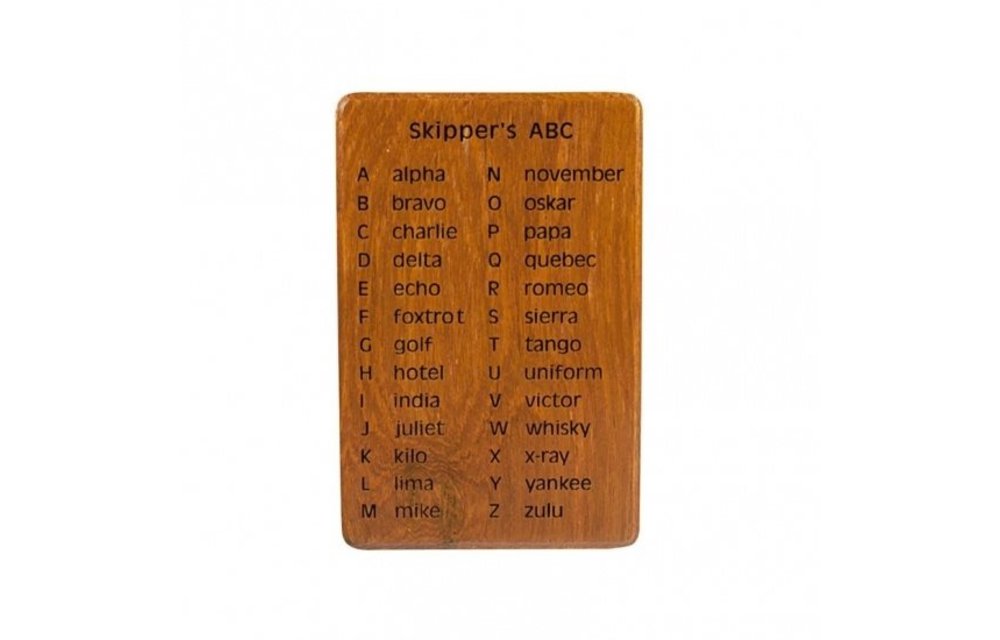 Skipper's ABC
A alpha N november
B bravo O oskar
C charlie P papa
D delta Q quebec
E echo R romeo
F foxtrot S sierra
G golf T tango
H hotel U uniform
I india V victor
J juliet W whisky
K kilo X x-ray
L lima Y yankee
M mike Z zulu